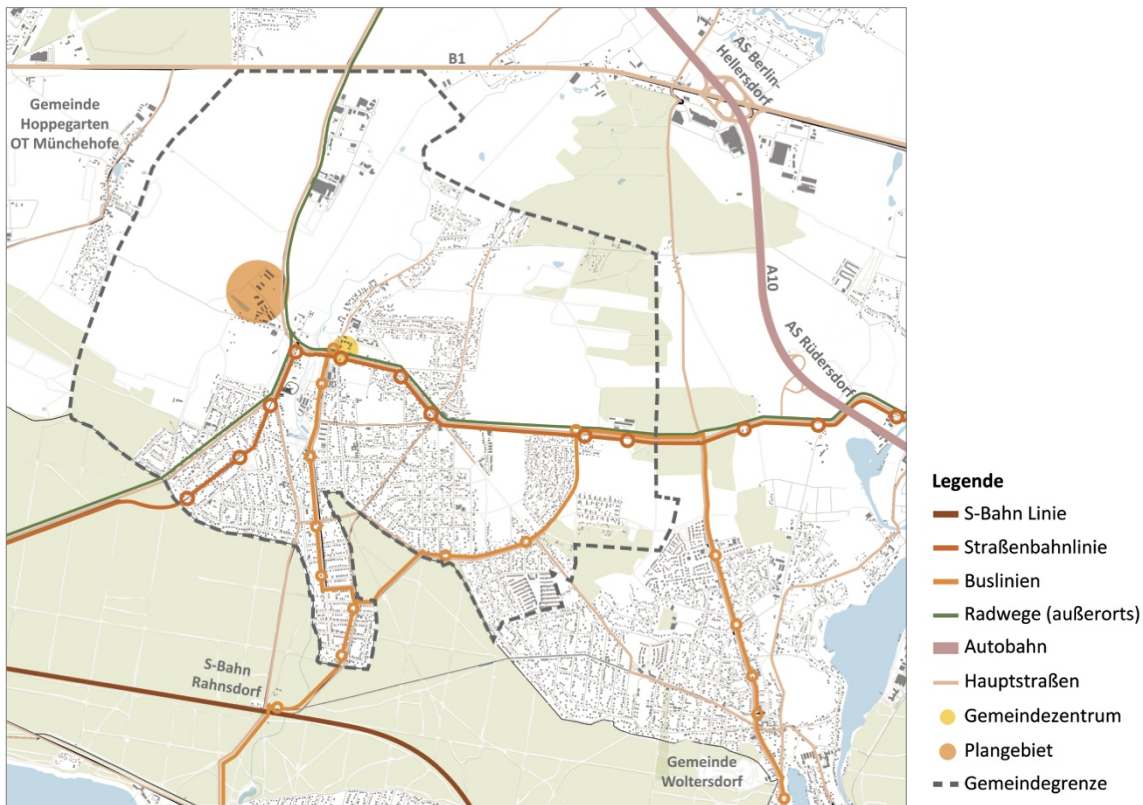 B1
AS Berlin-
Hellersdorf
Gemeinde
Hoppegarten
OT Münchehofe
A10
AS Rüdersdorf
S-Bahn
Rahnsdorf
Gemeinde
Woltersdorf
Legende
S-Bahn Linie
Straßenbahnlinie
Buslinien
Radwege (außerorts)
Autobahn
Hauptstraßen
Gemeindezentrum
Plangebiet
Gemeindegrenze